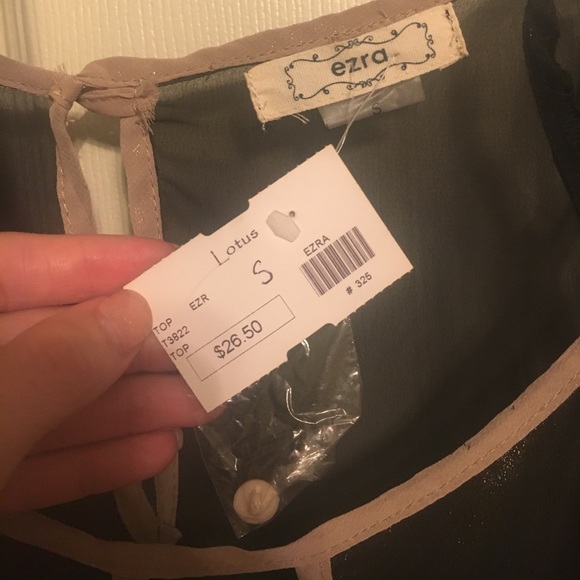 ezra
S
Lotus
S
EZRA
TOP EZR
T3822
TOP
$26.50
# 325